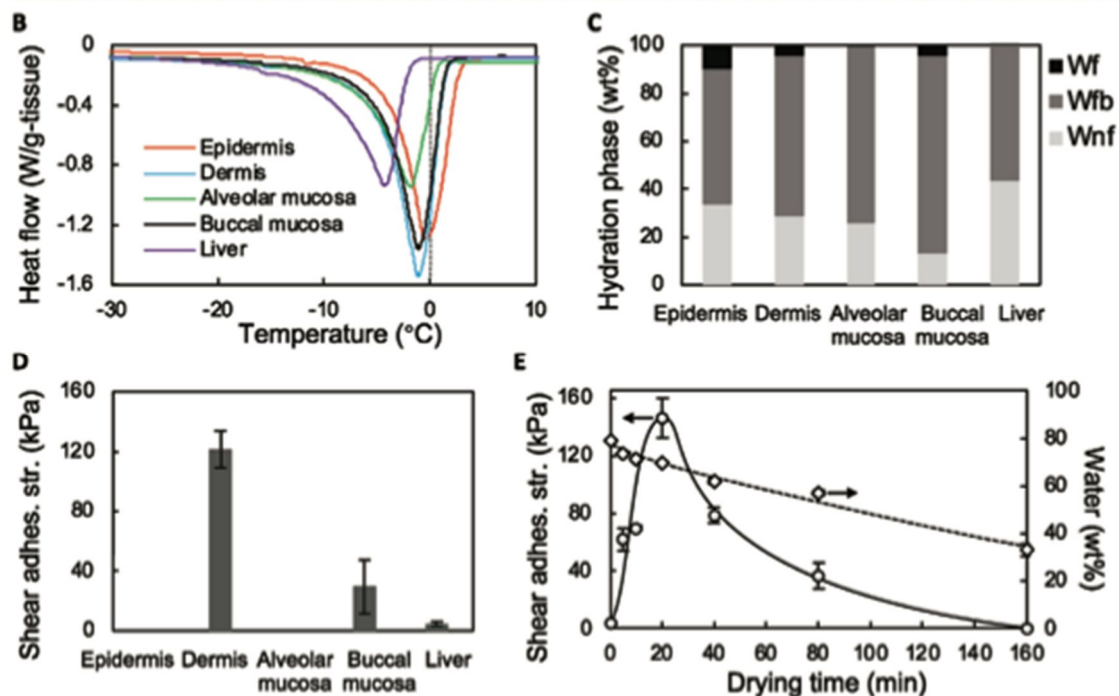 B
0
-0.4
-0.8
-1.2
-1.6
Heat flow (W/g-tissue)
Epidermis
Dermis
Alveolar mucosa
Buccal mucosa
Liver
-30 -20 -10 0 10
Temperature (°C)
C
100
80
60
40
20
0
Hydration phase (wt%)
Wf
Wfb
Wnf
Epidermis Dermis Alveolar mucosa Buccal mucosa Liver
D
160
120
80
40
0
Shear adhes. str. (kPa)
Epidermis Dermis Alveolar mucosa Buccal mucosa Liver
E
160
120
80
40
0
Shear adhes. str. (kPa)
100
80
60
40
20
0
Water (wt%)
0 20 40 60 80 100 120 140 160
Drying time (min)